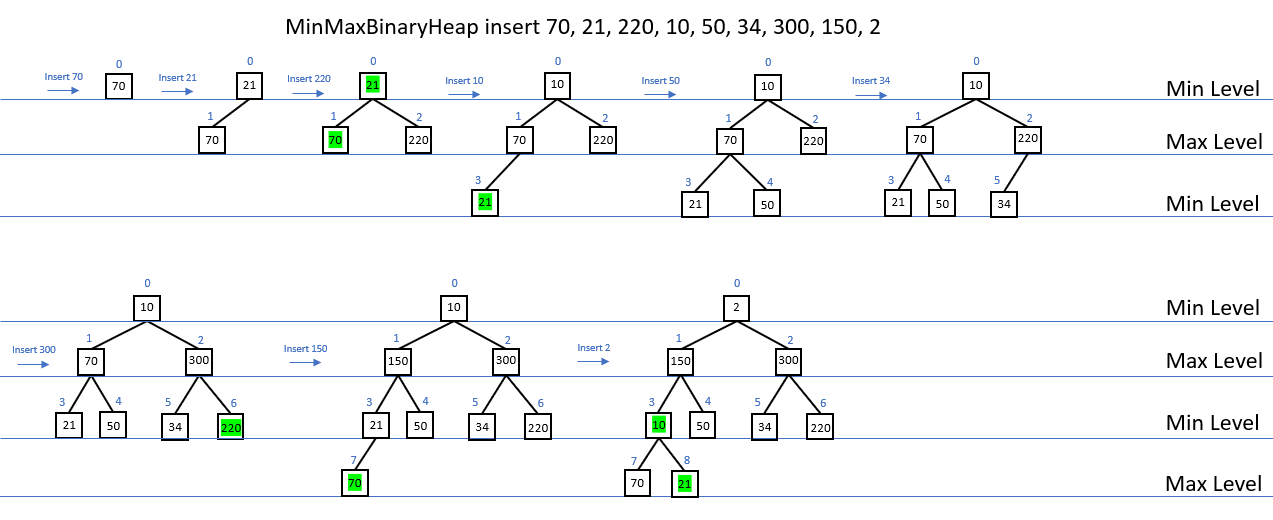 MinMaxBinaryHeap insert 70, 21, 220, 10, 50, 34, 300, 150, 2
0 0 0 0 0 0
Insert 70 70 Insert 21 21 Insert 220 21 Insert 10 10 Insert 50 10 Insert 34 10 Min Level
1 1 2 1 2 1 2 1 2
70 70 220 70 220 70 220 70 220 Max Level
3 3 4 3 4 5
21 21 50 21 50 34 Min Level
0 0 0
10 10 2 Min Level
1 2 1 2 1 2
Insert 300 70 300 Insert 150 150 300 Insert 2 150 300 Max Level
3 4 5 6 3 4 5 6 3 4 5 6
21 50 34 220 21 50 34 220 10 50 34 220 Min Level
7 7 8
70 70 21 Max Level